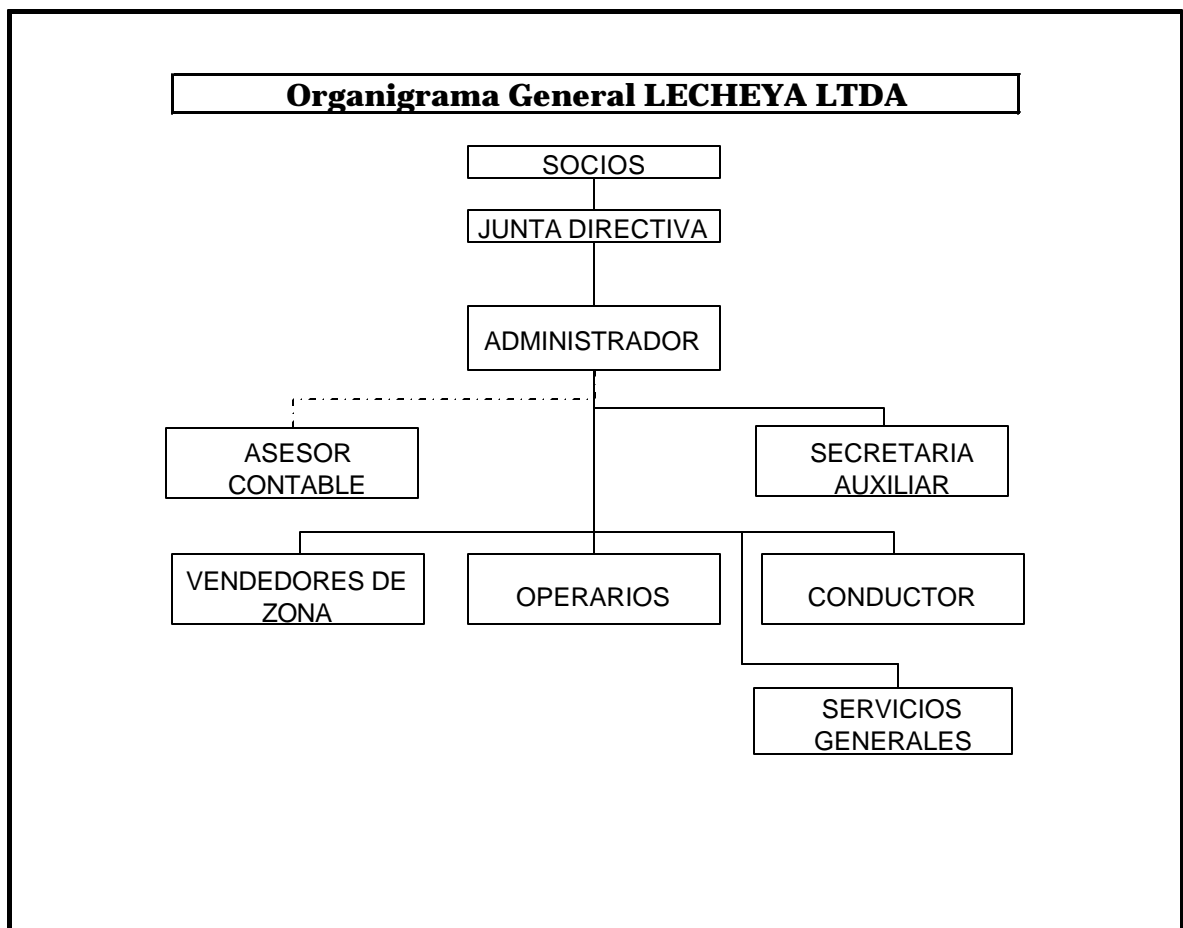 Organigrama General LECHEYA LTDA
SOCIOS
JUNTA DIRECTIVA
ADMINISTRADOR
ASESOR
CONTABLE
SECRETARIA
AUXILIAR
VENDEDORES DE
ZONA
OPERARIOS
CONDUCTOR
SERVICIOS
GENERALES